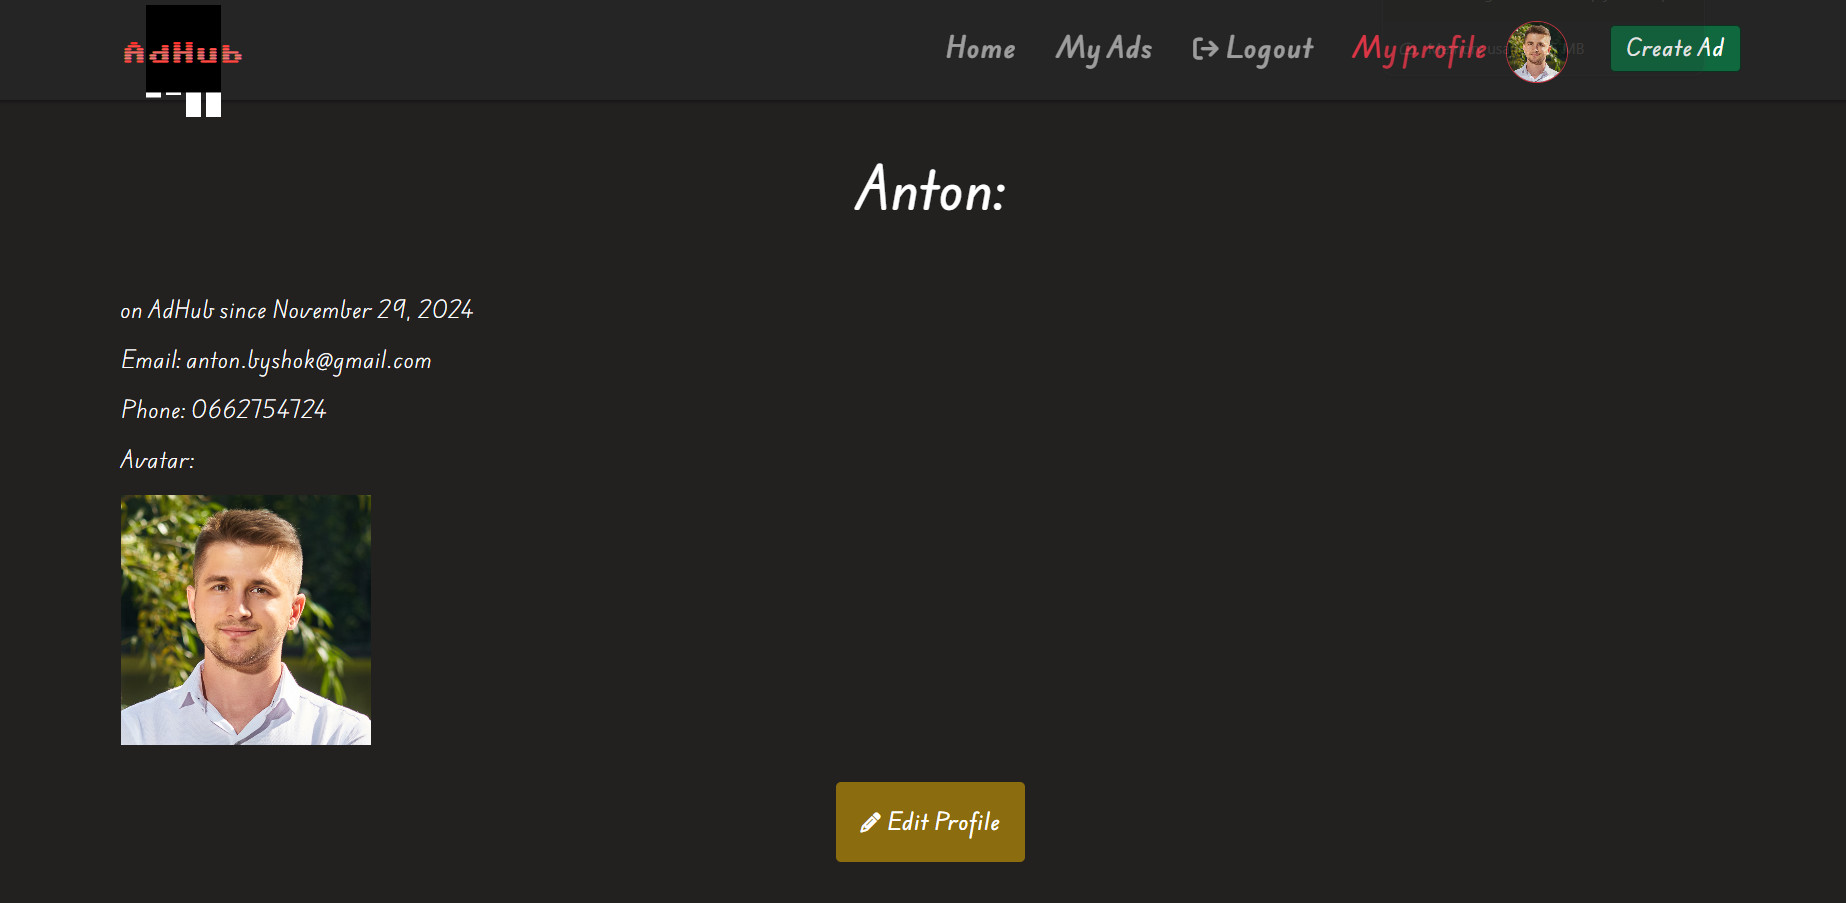 AdHub
Home My Ads Logout My profile Create Ad
Anton:
on AdHub since November 29, 2024
Email: anton.byshok@gmail.com
Phone: 0662754724
Avatar:
Edit Profile